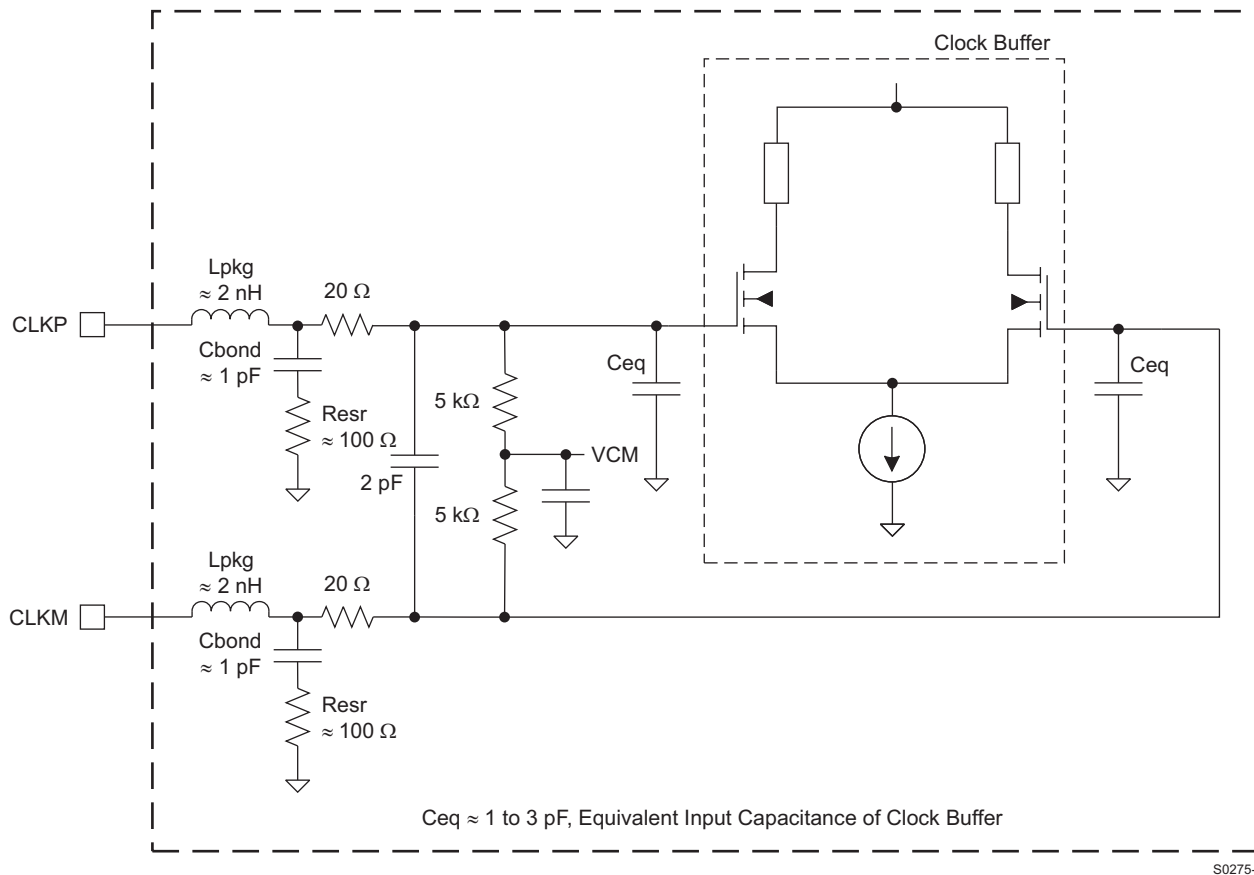 Clock Buffer
Lpkg
≈ 2 nH
20 Ω
CLKP
Cbond
≈ 1 pF
Resr
≈ 100 Ω
5 kΩ
2 pF
VCM
5 kΩ
Ceq
Ceq
Lpkg
≈ 2 nH
20 Ω
CLKM
Cbond
≈ 1 pF
Resr
≈ 100 Ω
Ceq ≈ 1 to 3 pF, Equivalent Input Capacitance of Clock Buffer
S0275-